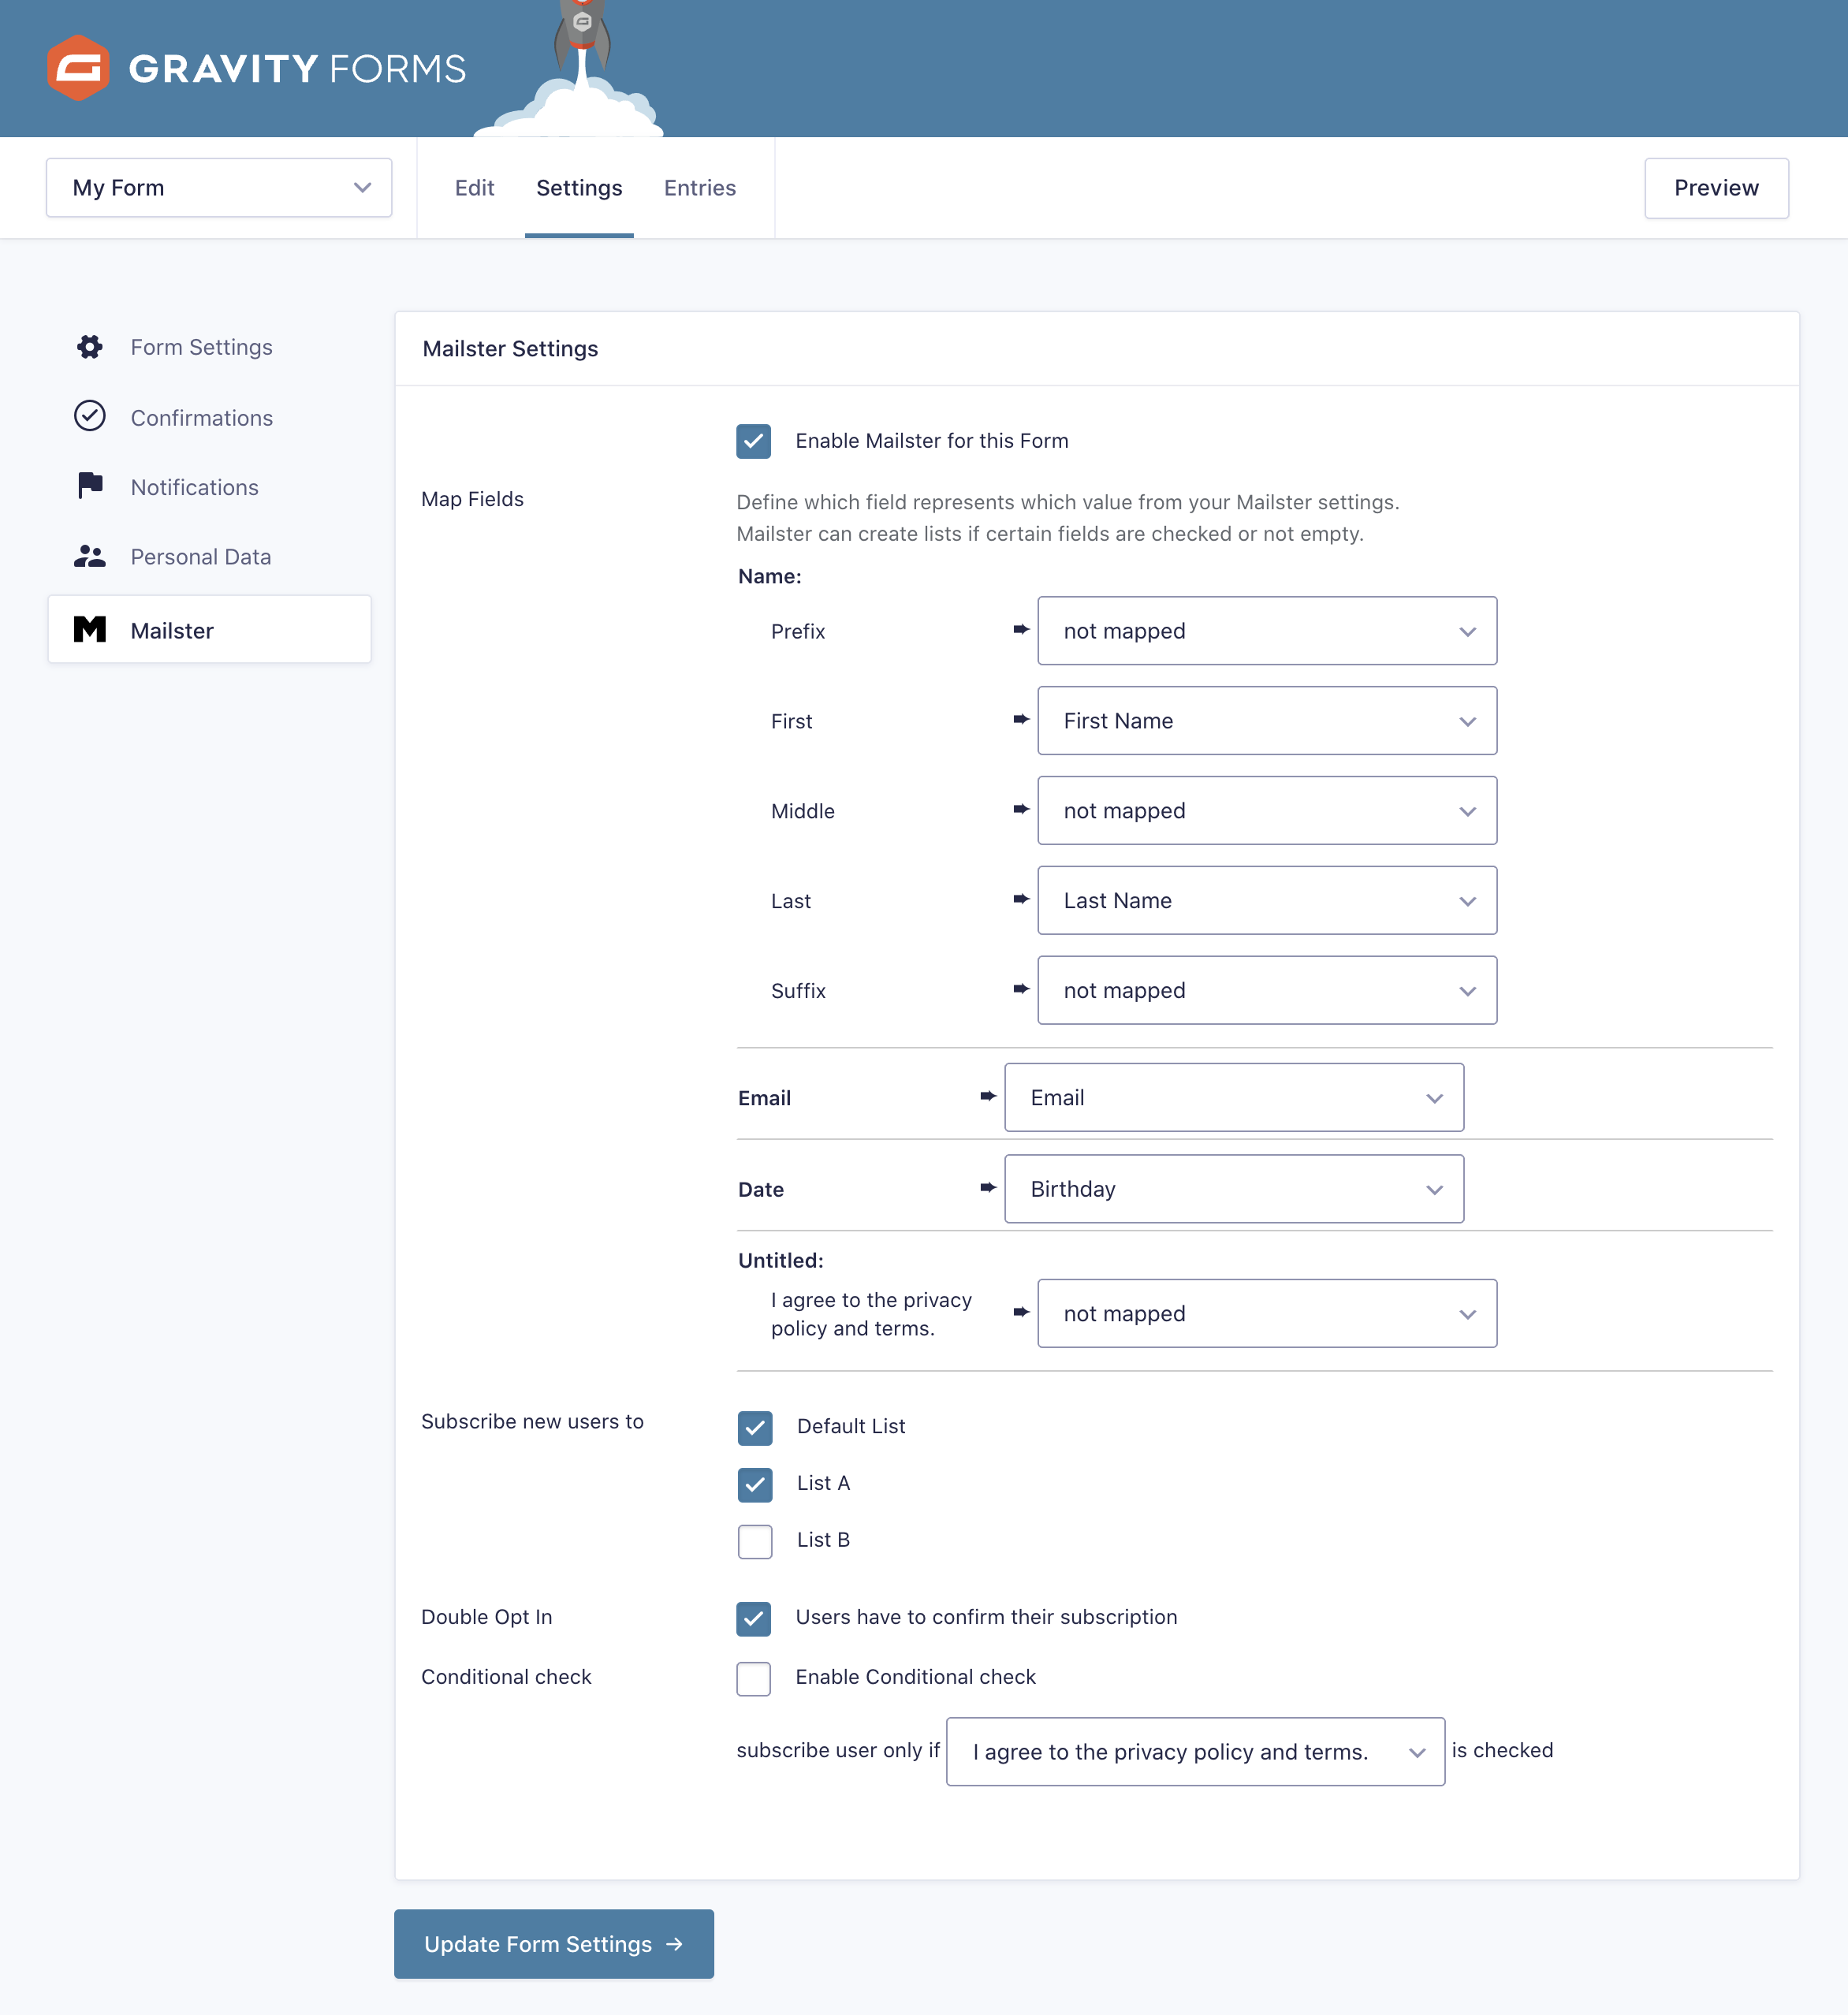 GRAVITY FORMS
My Form
Edit
Settings
Entries
Preview
Form Settings
Confirmations
Notifications
Personal Data
Mailster
Mailster Settings
Enable Mailster for this Form
Map Fields
Define which field represents which value from your Mailster settings.
Mailster can create lists if certain fields are checked or not empty.
Name:
Prefix
not mapped
First
First Name
Middle
not mapped
Last
Last Name
Suffix
not mapped
Email
Email
Date
Birthday
Untitled:
I agree to the privacy
policy and terms.
not mapped
Subscribe new users to
Default List
List A
List B
Double Opt In
Users have to confirm their subscription
Conditional check
Enable Conditional check
subscribe user only if I agree to the privacy policy and terms. is checked
Update Form Settings →